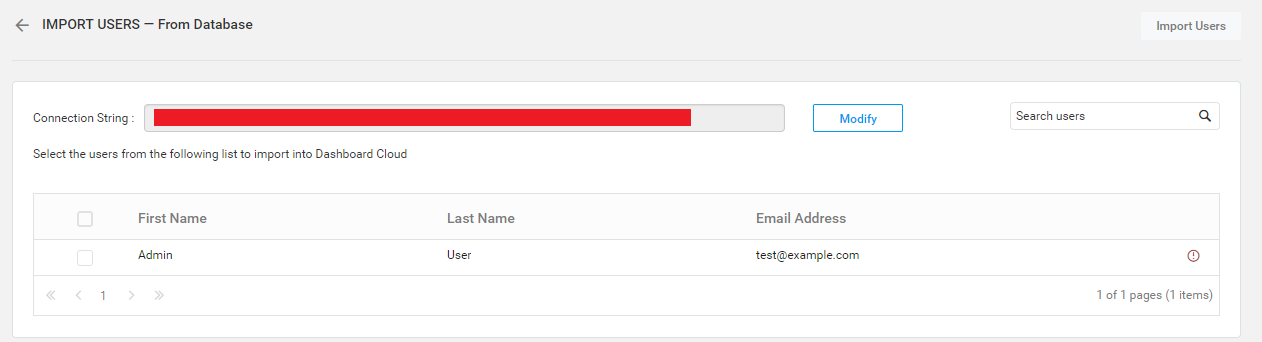 IMPORT USERS — From Database
Import Users
Connection String :
Modify
Search users
Select the users from the following list to import into Dashboard Cloud
First Name Last Name Email Address
Admin User test@example.com
1
1 of 1 pages (1 items)